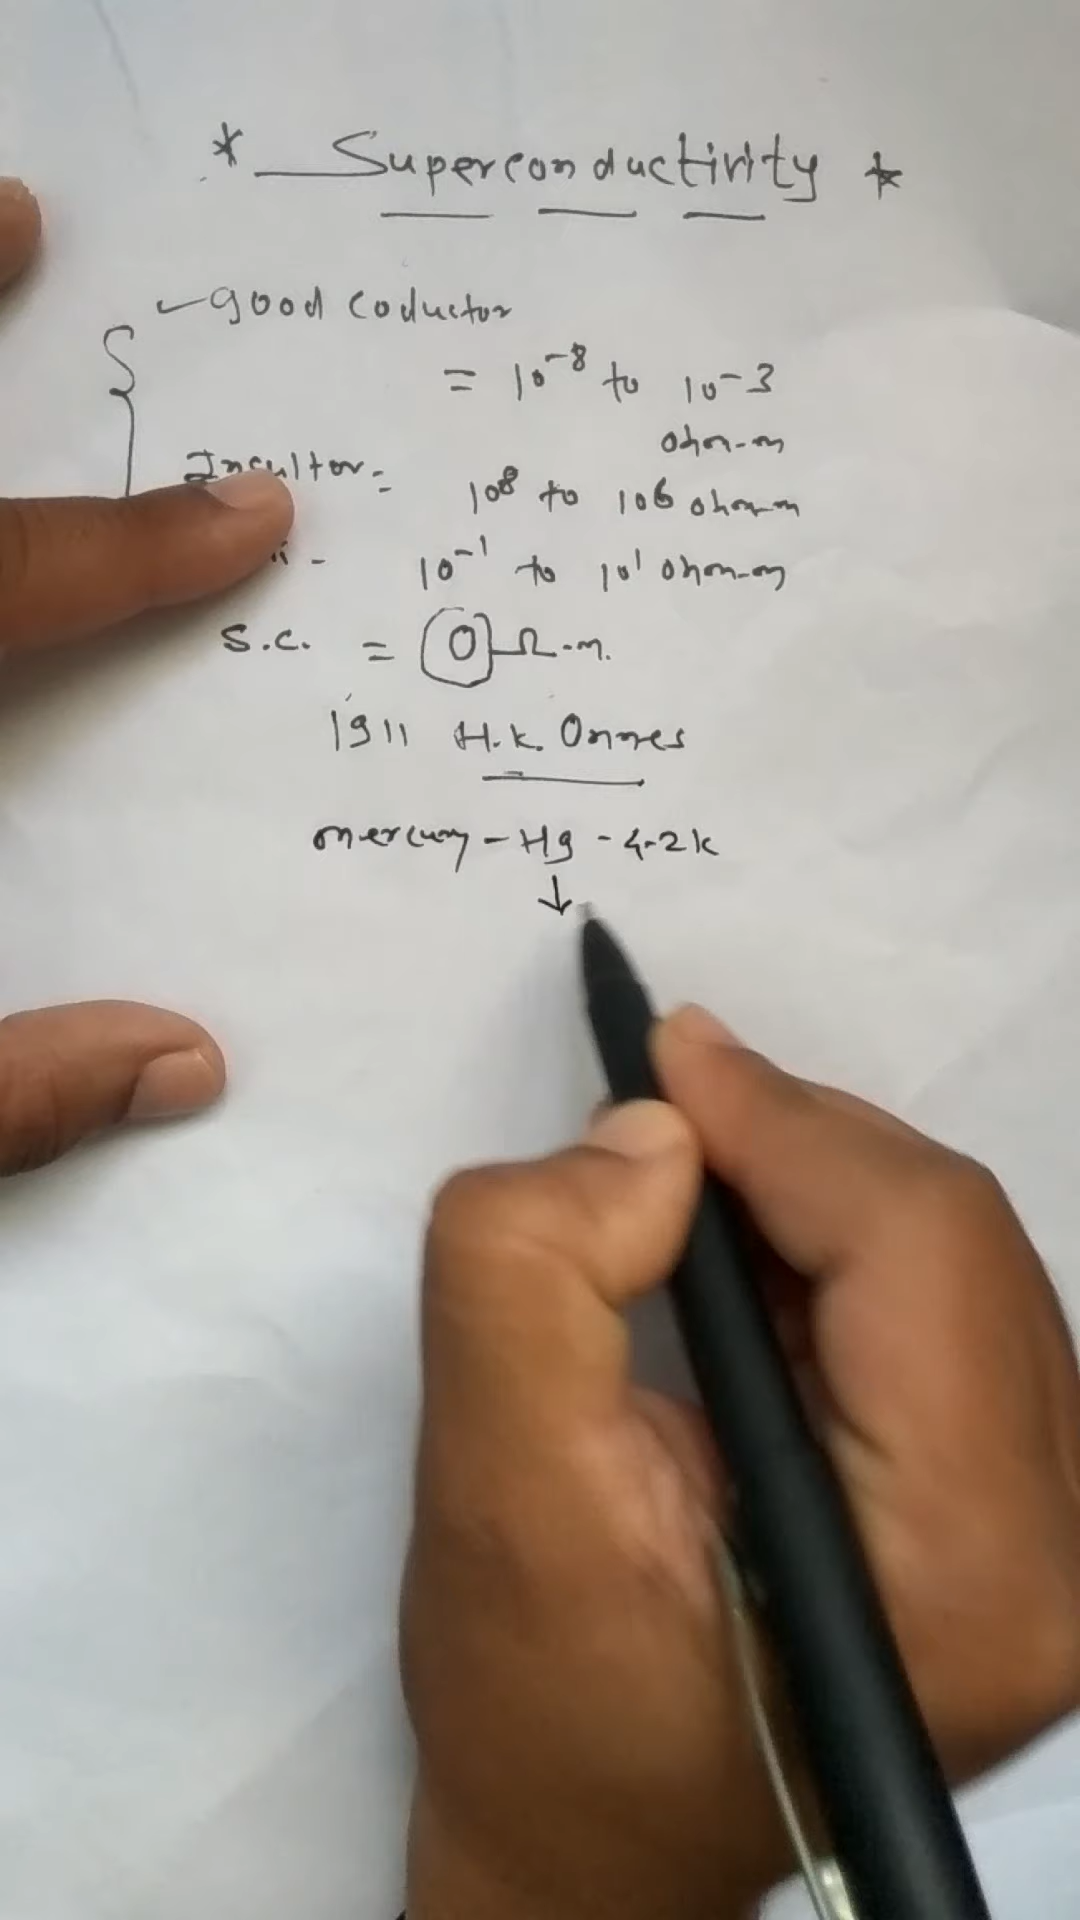 * Superconductivity *
good coductor
= 10⁻⁸ to 10⁻³
ohm-m
Insultor = 10⁸ to 10⁶ ohm-m
- 10⁻¹ to 10¹ ohm-m
S.C. = 0 Ω-m.
1911 H.K. Onnes
mercury - Hg - 4.2k
↓